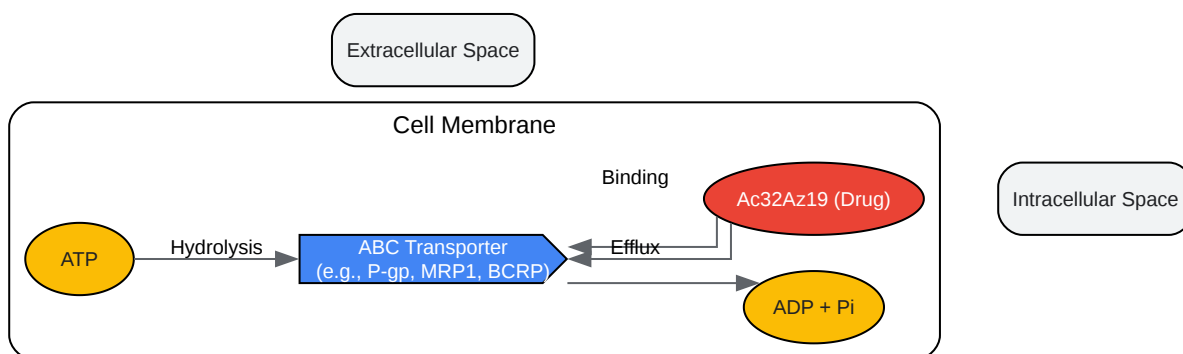 Extracellular Space
Cell Membrane
Binding
Ac32Az19 (Drug)
Intracellular Space
ATP
Hydrolysis
ABC Transporter
(e.g., P-gp, MRP1, BCRP)
Efflux
ADP + Pi